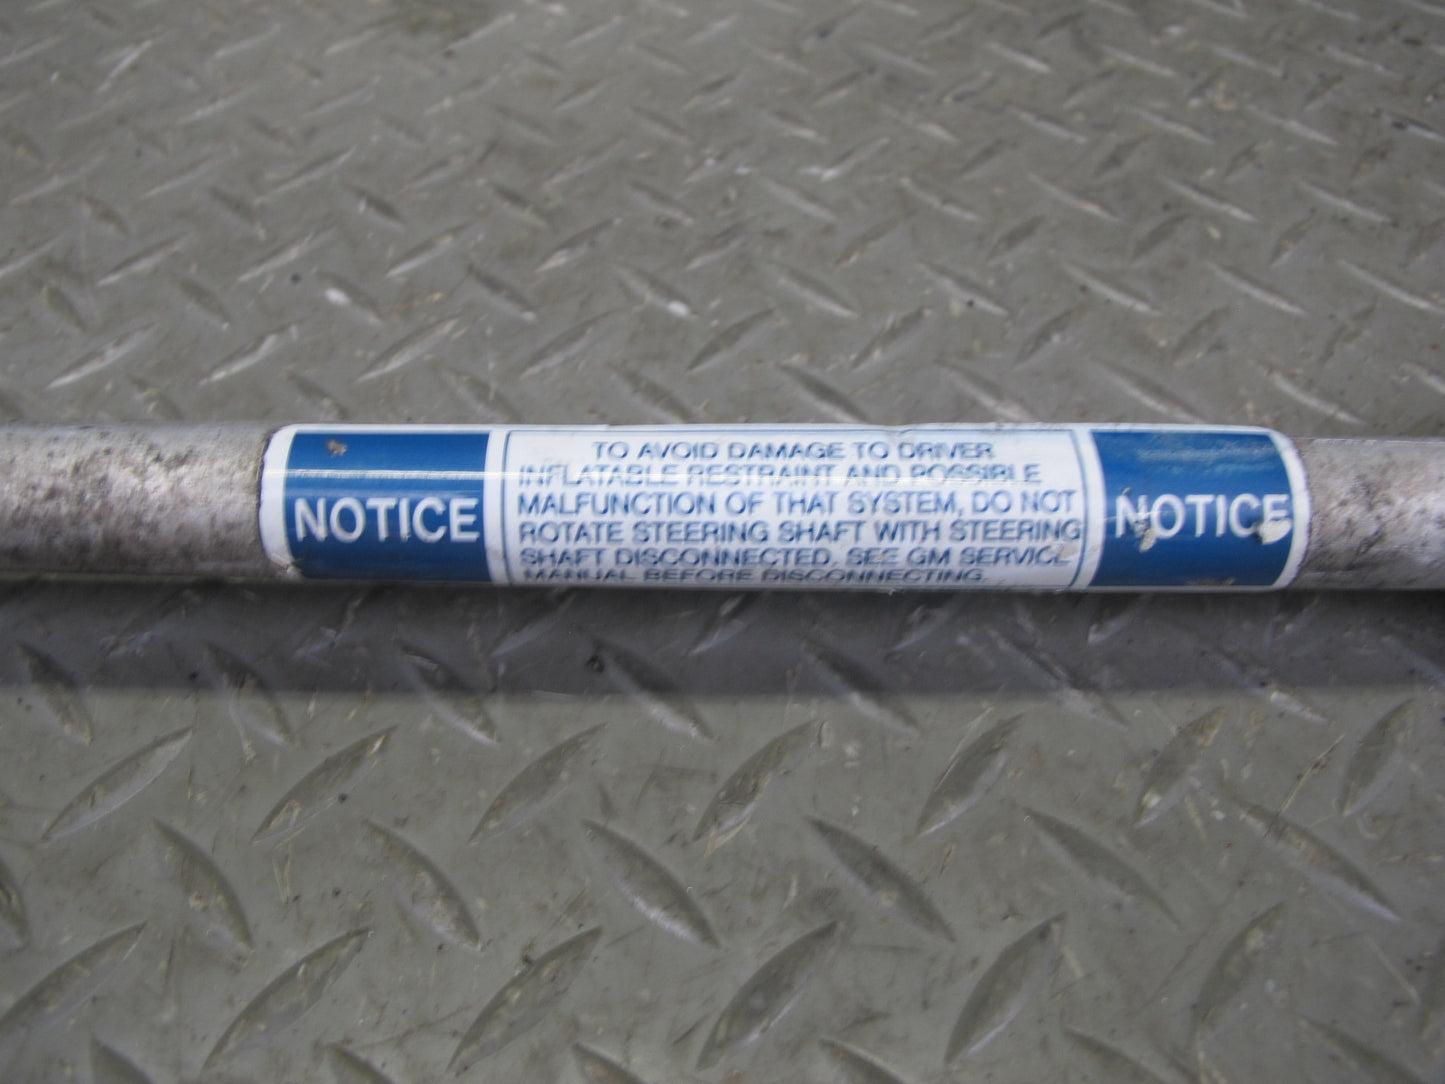 NOTICE
TO AVOID DAMAGE TO DRIVER
INFLATABLE RESTRAINT AND POSSIBLE
MALFUNCTION OF THAT SYSTEM, DO NOT
ROTATE STEERING SHAFT WITH STEERING
SHAFT DISCONNECTED. SEE GM SERVICE
MANUAL BEFORE DISCONNECTING.
NOTICE